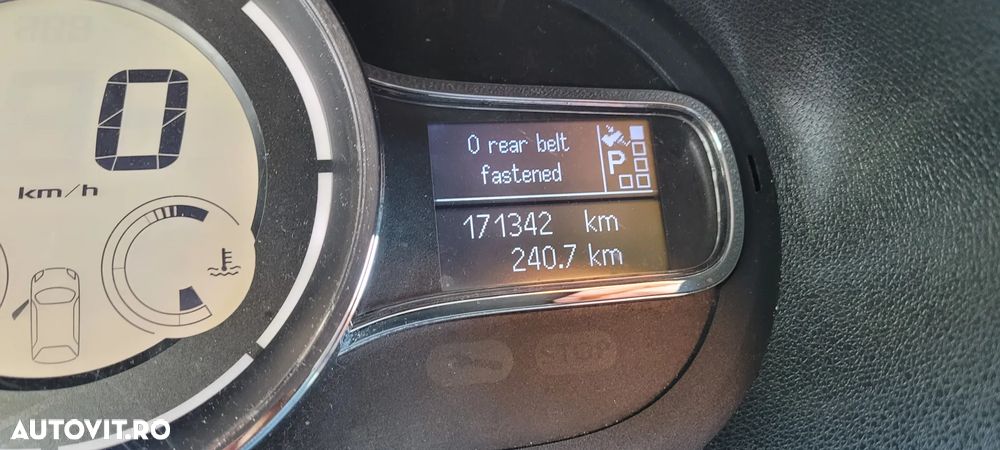 0
km/h
0 rear belt
fastened
P
171342 km
240.7 km
AUTOVIT.RO